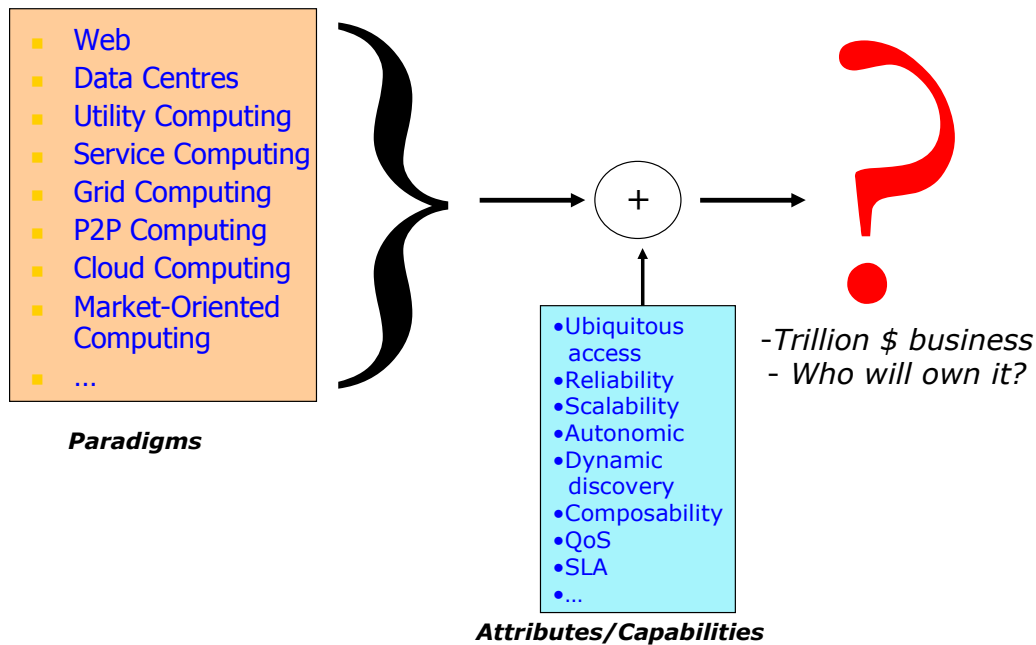 Web
Data Centres
Utility Computing
Service Computing
Grid Computing
P2P Computing
Cloud Computing
Market-Oriented
Computing
…
Paradigms
+
•Ubiquitous
access
•Reliability
•Scalability
•Autonomic
•Dynamic
discovery
•Composability
•QoS
•SLA
•…
Attributes/Capabilities
?
-Trillion $ business
- Who will own it?